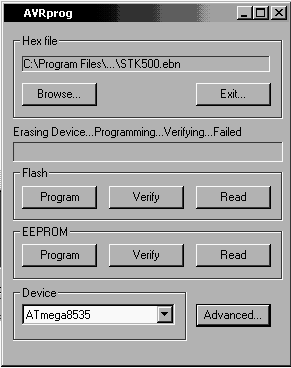 AVRprog
Hex file
C:\Program Files\...\STK500.ebn
Browse... Exit...
Erasing Device...Programming...Verifying...Failed
Flash
Program Verify Read
EEPROM
Program Verify Read
Device
ATmega8535 Advanced...